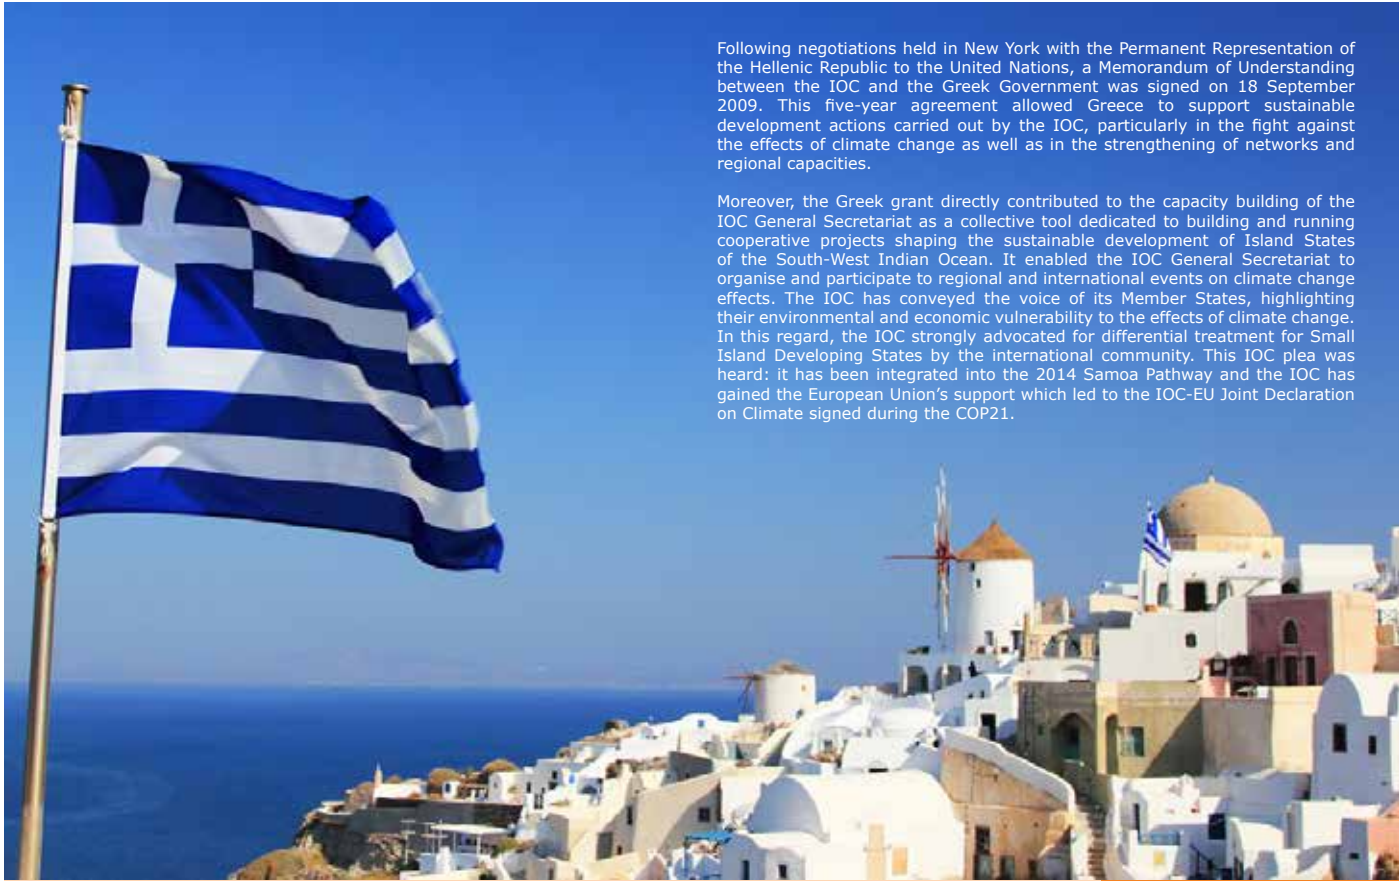 Following negotiations held in New York with the Permanent Representation of
the Hellenic Republic to the United Nations, a Memorandum of Understanding
between the IOC and the Greek Government was signed on 18 September
2009. This five-year agreement allowed Greece to support sustainable
development actions carried out by the IOC, particularly in the fight against
the effects of climate change as well as in the strengthening of networks and
regional capacities.
Moreover, the Greek grant directly contributed to the capacity building of the
IOC General Secretariat as a collective tool dedicated to building and running
cooperative projects shaping the sustainable development of Island States
of the South-West Indian Ocean. It enabled the IOC General Secretariat to
organise and participate to regional and international events on climate change
effects. The IOC has conveyed the voice of its Member States, highlighting
their environmental and economic vulnerability to the effects of climate change.
In this regard, the IOC strongly advocated for differential treatment for Small
Island Developing States by the international community. This IOC plea was
heard: it has been integrated into the 2014 Samoa Pathway and the IOC has
gained the European Union’s support which led to the IOC-EU Joint Declaration
on Climate signed during the COP21.